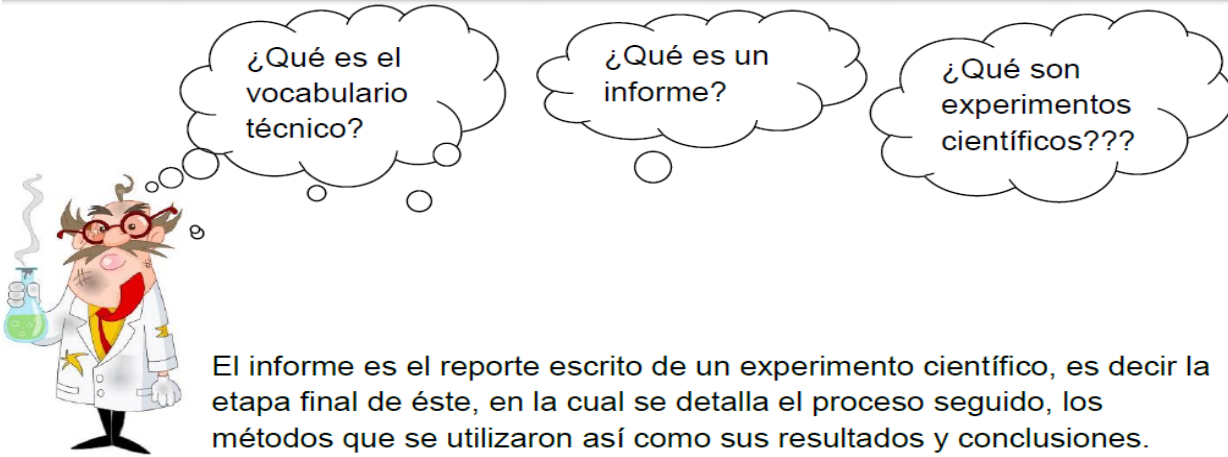 ¿Qué es el
vocabulario
técnico?
¿Qué es un
informe?
¿Qué son
experimentos
científicos???
El informe es el reporte escrito de un experimento científico, es decir la
etapa final de éste, en la cual se detalla el proceso seguido, los
métodos que se utilizaron así como sus resultados y conclusiones.